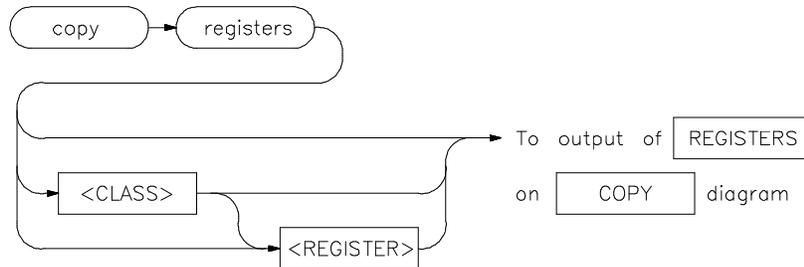 copy registers
To output of REGISTERS
<CLASS> on COPY diagram
<REGISTER>